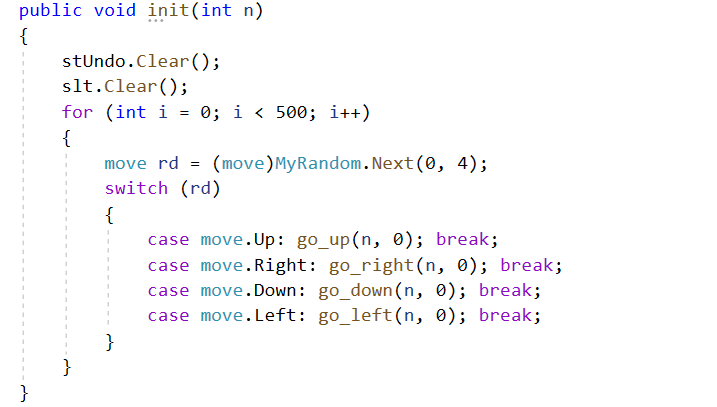 public void init(int n)
{
    stUndo.Clear();
    slt.Clear();
    for (int i = 0; i < 500; i++)
    {
        move rd = (move)MyRandom.Next(0, 4);
        switch (rd)
        {
            case move.Up: go_up(n, 0); break;
            case move.Right: go_right(n, 0); break;
            case move.Down: go_down(n, 0); break;
            case move.Left: go_left(n, 0); break;
        }
    }
}